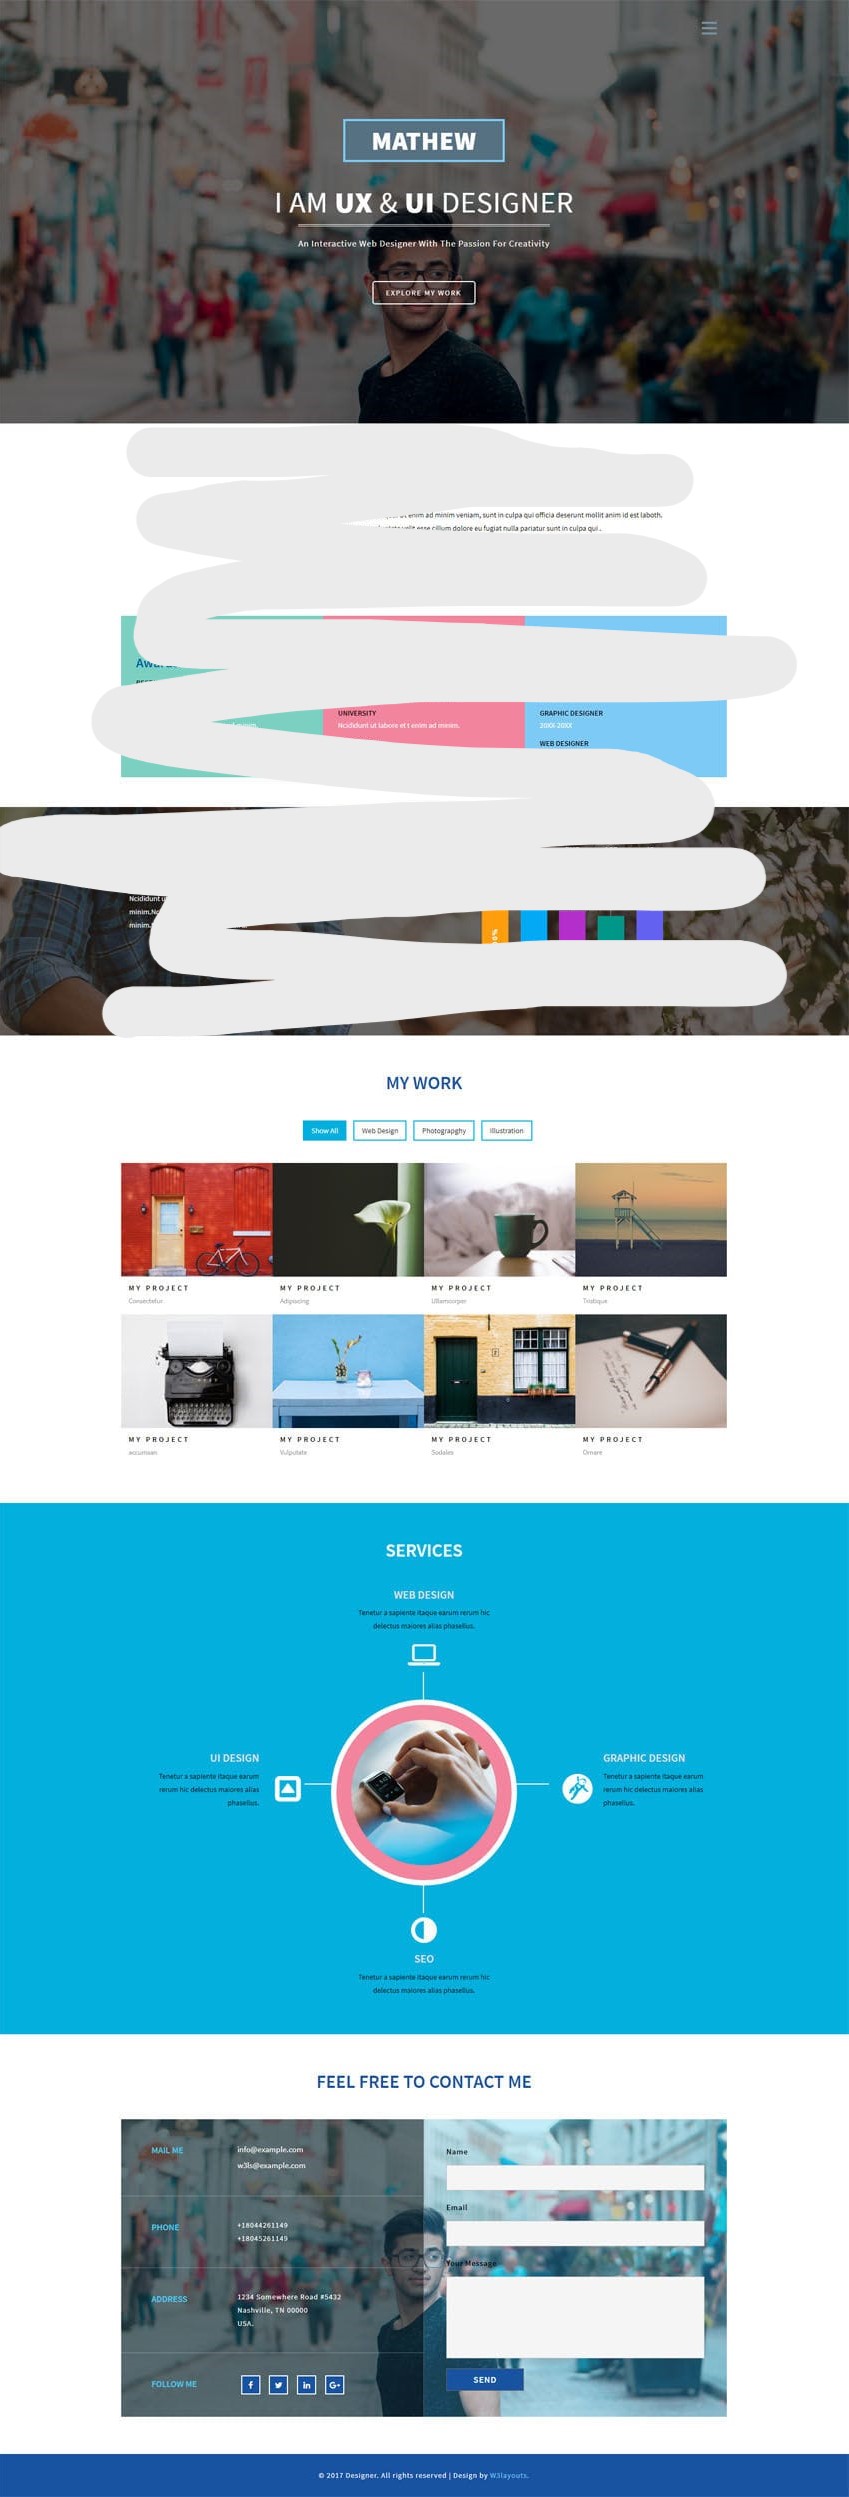 MATHEW
I AM UX & UI DESIGNER
An Interactive Web Designer With The Passion For Creativity
EXPLORE MY WORK
ut enim ad minim veniam, sunt in culpa qui officia deserunt mollit anim id est laboth.
velit esse cillum dolore eu fugiat nulla pariatur sunt in culpa qui .
UNIVERSITY
Ncididunt ut labore et t enim ad minim.
GRAPHIC DESIGNER
20XX-20XX
WEB DESIGNER
Ncididunt u
minim.Nc
minim.
MY WORK
Show All
Web Design
Photograpghy
Illustration
MY PROJECT
Consectetur
MY PROJECT
Adipiscing
MY PROJECT
Ullamcorper
MY PROJECT
Tristique
MY PROJECT
accumsan
MY PROJECT
Vulputate
MY PROJECT
Sodales
MY PROJECT
Ornare
SERVICES
WEB DESIGN
Tenetur a sapiente itaque earum rerum hic
delectus maiores alias phasellus.
UI DESIGN
Tenetur a sapiente itaque earum
rerum hic delectus maiores alias
phasellus.
GRAPHIC DESIGN
Tenetur a sapiente itaque earum
rerum hic delectus maiores alias
phasellus.
SEO
Tenetur a sapiente itaque earum rerum hic
delectus maiores alias phasellus.
FEEL FREE TO CONTACT ME
MAIL ME
info@example.com
w3ls@example.com
PHONE
+18044261149
+18045261149
ADDRESS
1234 Somewhere Road #5432
Nashville, TN 00000
USA.
FOLLOW ME
Name
Email
Your Message
SEND
© 2017 Designer. All rights reserved | Design by W3layouts.